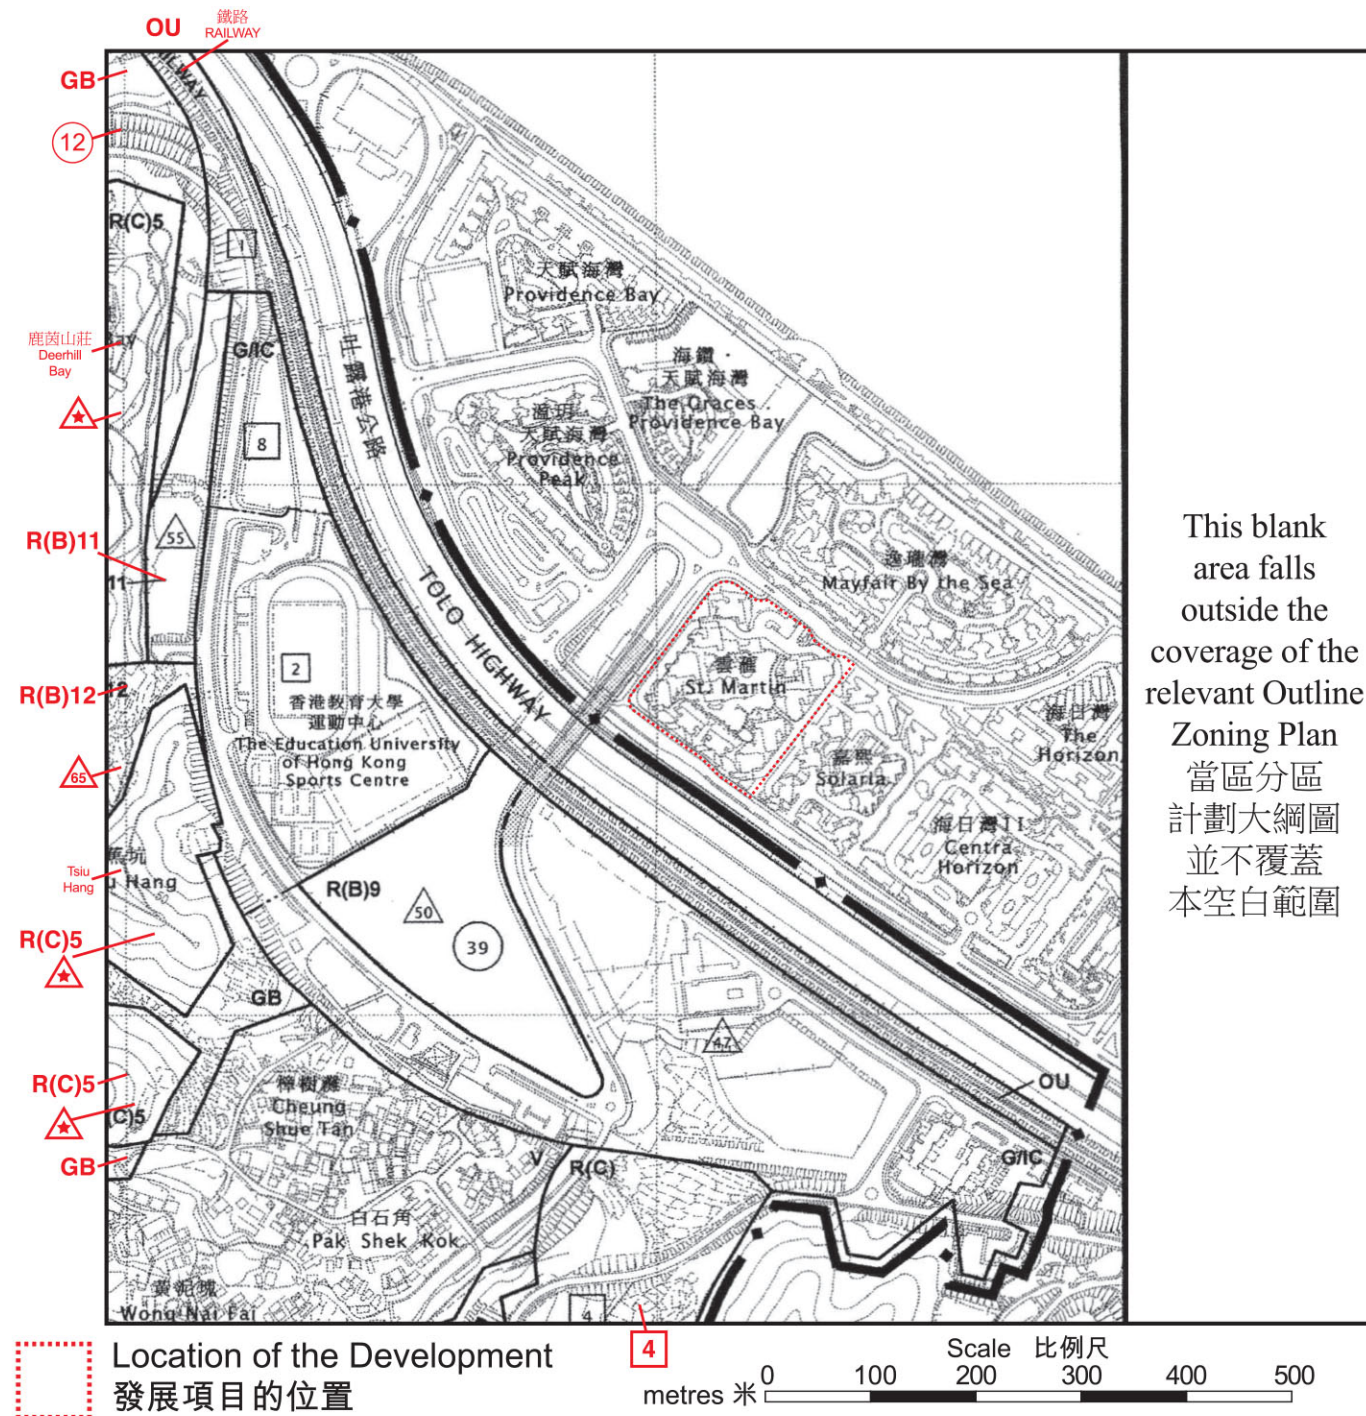 OU
鐵路
RAILWAY
GB
12
R(C)5
1
鹿茵山莊
Deerhill
Bay
G/IC
8
吐露港公路
天賦海灣
Providence Bay
海鑽．
天賦海灣
The Graces .
Providence Bay
溋玥．
天賦海灣
Providence
Peak
R(B)11
11
55
TOLO HIGHWAY
逸瓏灣
Mayfair By the Sea
雲滙
St. Martin
2
香港教育大學
運動中心
The Education University
of Hong Kong
Sports Centre
R(B)12
12
65
海日灣
The
Horizon
嘉熙
Solaria
海日灣II
Centra
Horizon
Tsiu
Hang
u Hang
R(B)9
50
39
R(C)5
GB
47
OU
R(C)5
(C)5
樟樹灘
Cheung
Shue Tan
GB
V
R(C)
G/IC
白石角
Pak Shek Kok
黃泥塊
Wong Nai Fai
4
4
This blank
area falls
outside the
coverage of the
relevant Outline
Zoning Plan
當區分區
計劃大綱圖
並不覆蓋
本空白範圍
Location of the Development
發展項目的位置
Scale 比例尺
metres 米
0 100 200 300 400 500